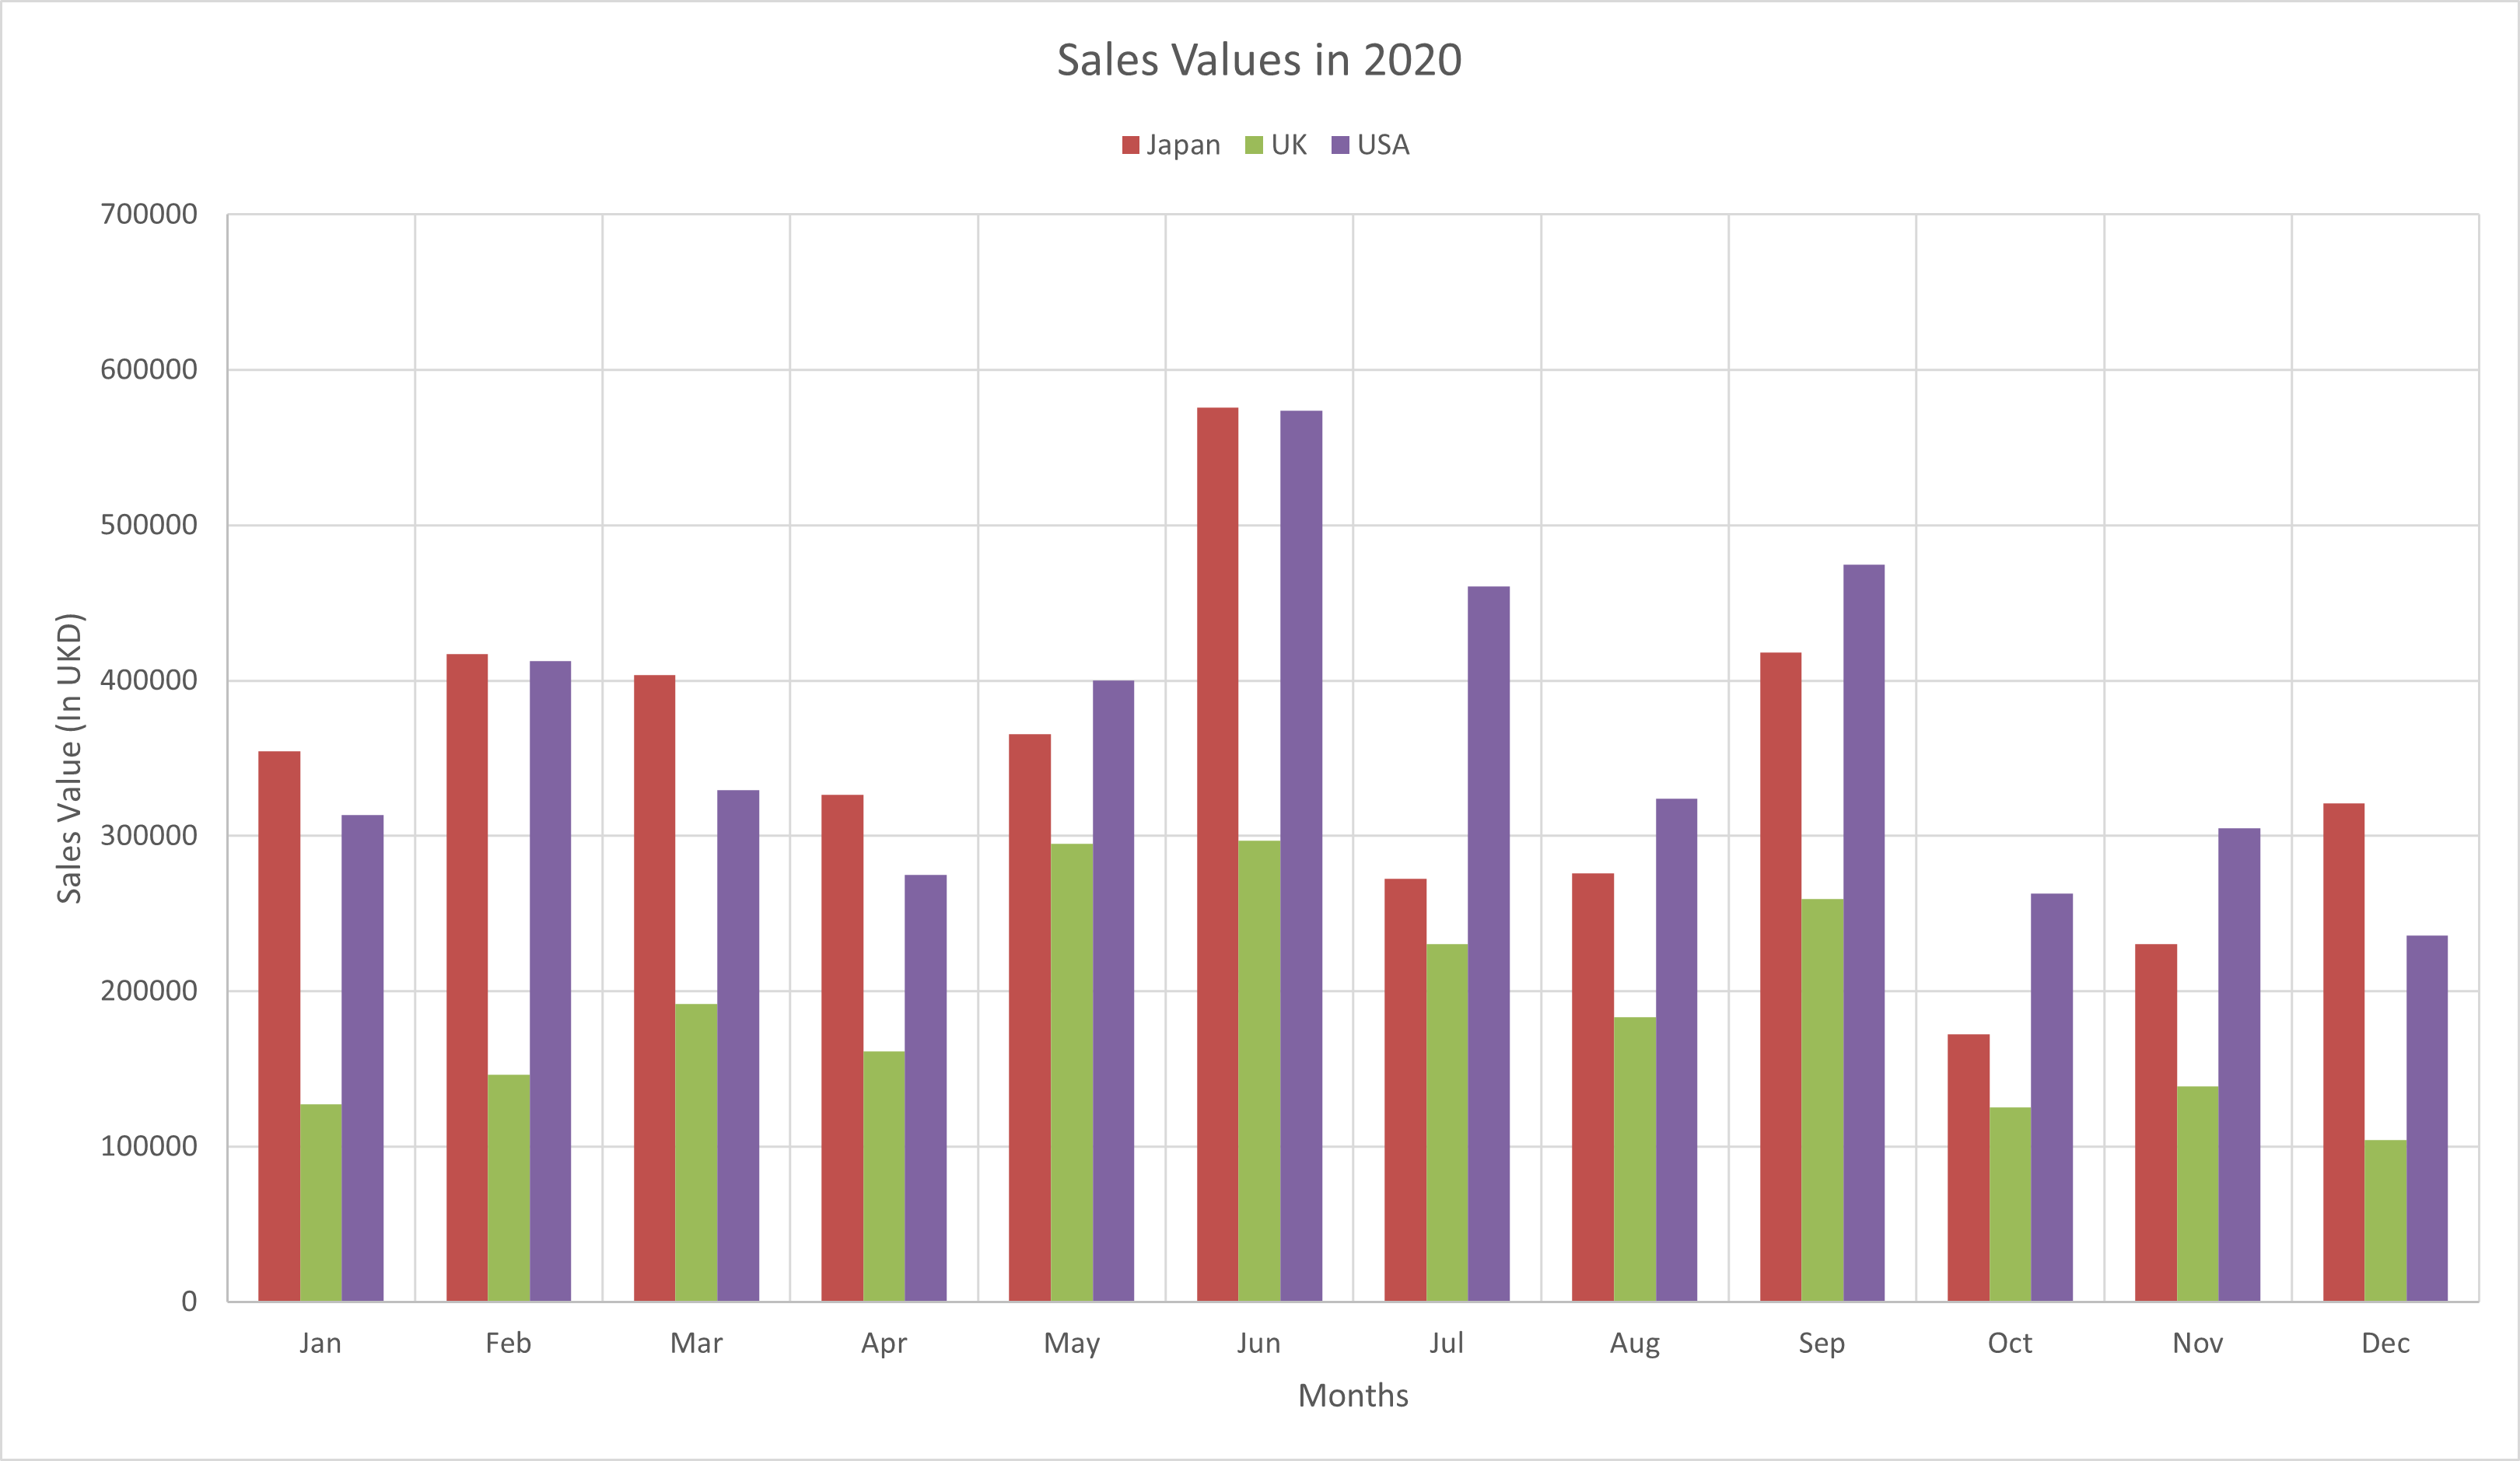 Sales Values in 2020
Japan UK USA
700000
600000
500000
400000
300000
200000
100000
0
Sales Value (In UKD)
Jan Feb Mar Apr May Jun Jul Aug Sep Oct Nov Dec
Months